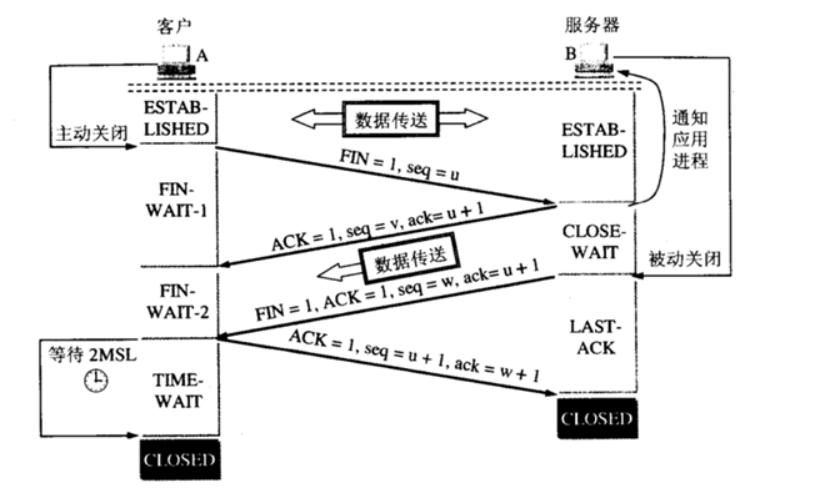 客户
服务器
A
B
ESTAB-
LISHED
数据传送
ESTAB-
LISHED
通知
应用
进程
主动关闭
FIN = 1, seq = u
FIN-
WAIT-1
ACK = 1, seq = v, ack= u + 1
CLOSE-
WAIT
数据传送
被动关闭
FIN-
WAIT-2
FIN = 1, ACK = 1, seq = w, ack= u + 1
LAST-
ACK
等待 2MSL
ACK = 1, seq = u + 1, ack = w + 1
TIME-
WAIT
CLOSED
CLOSED